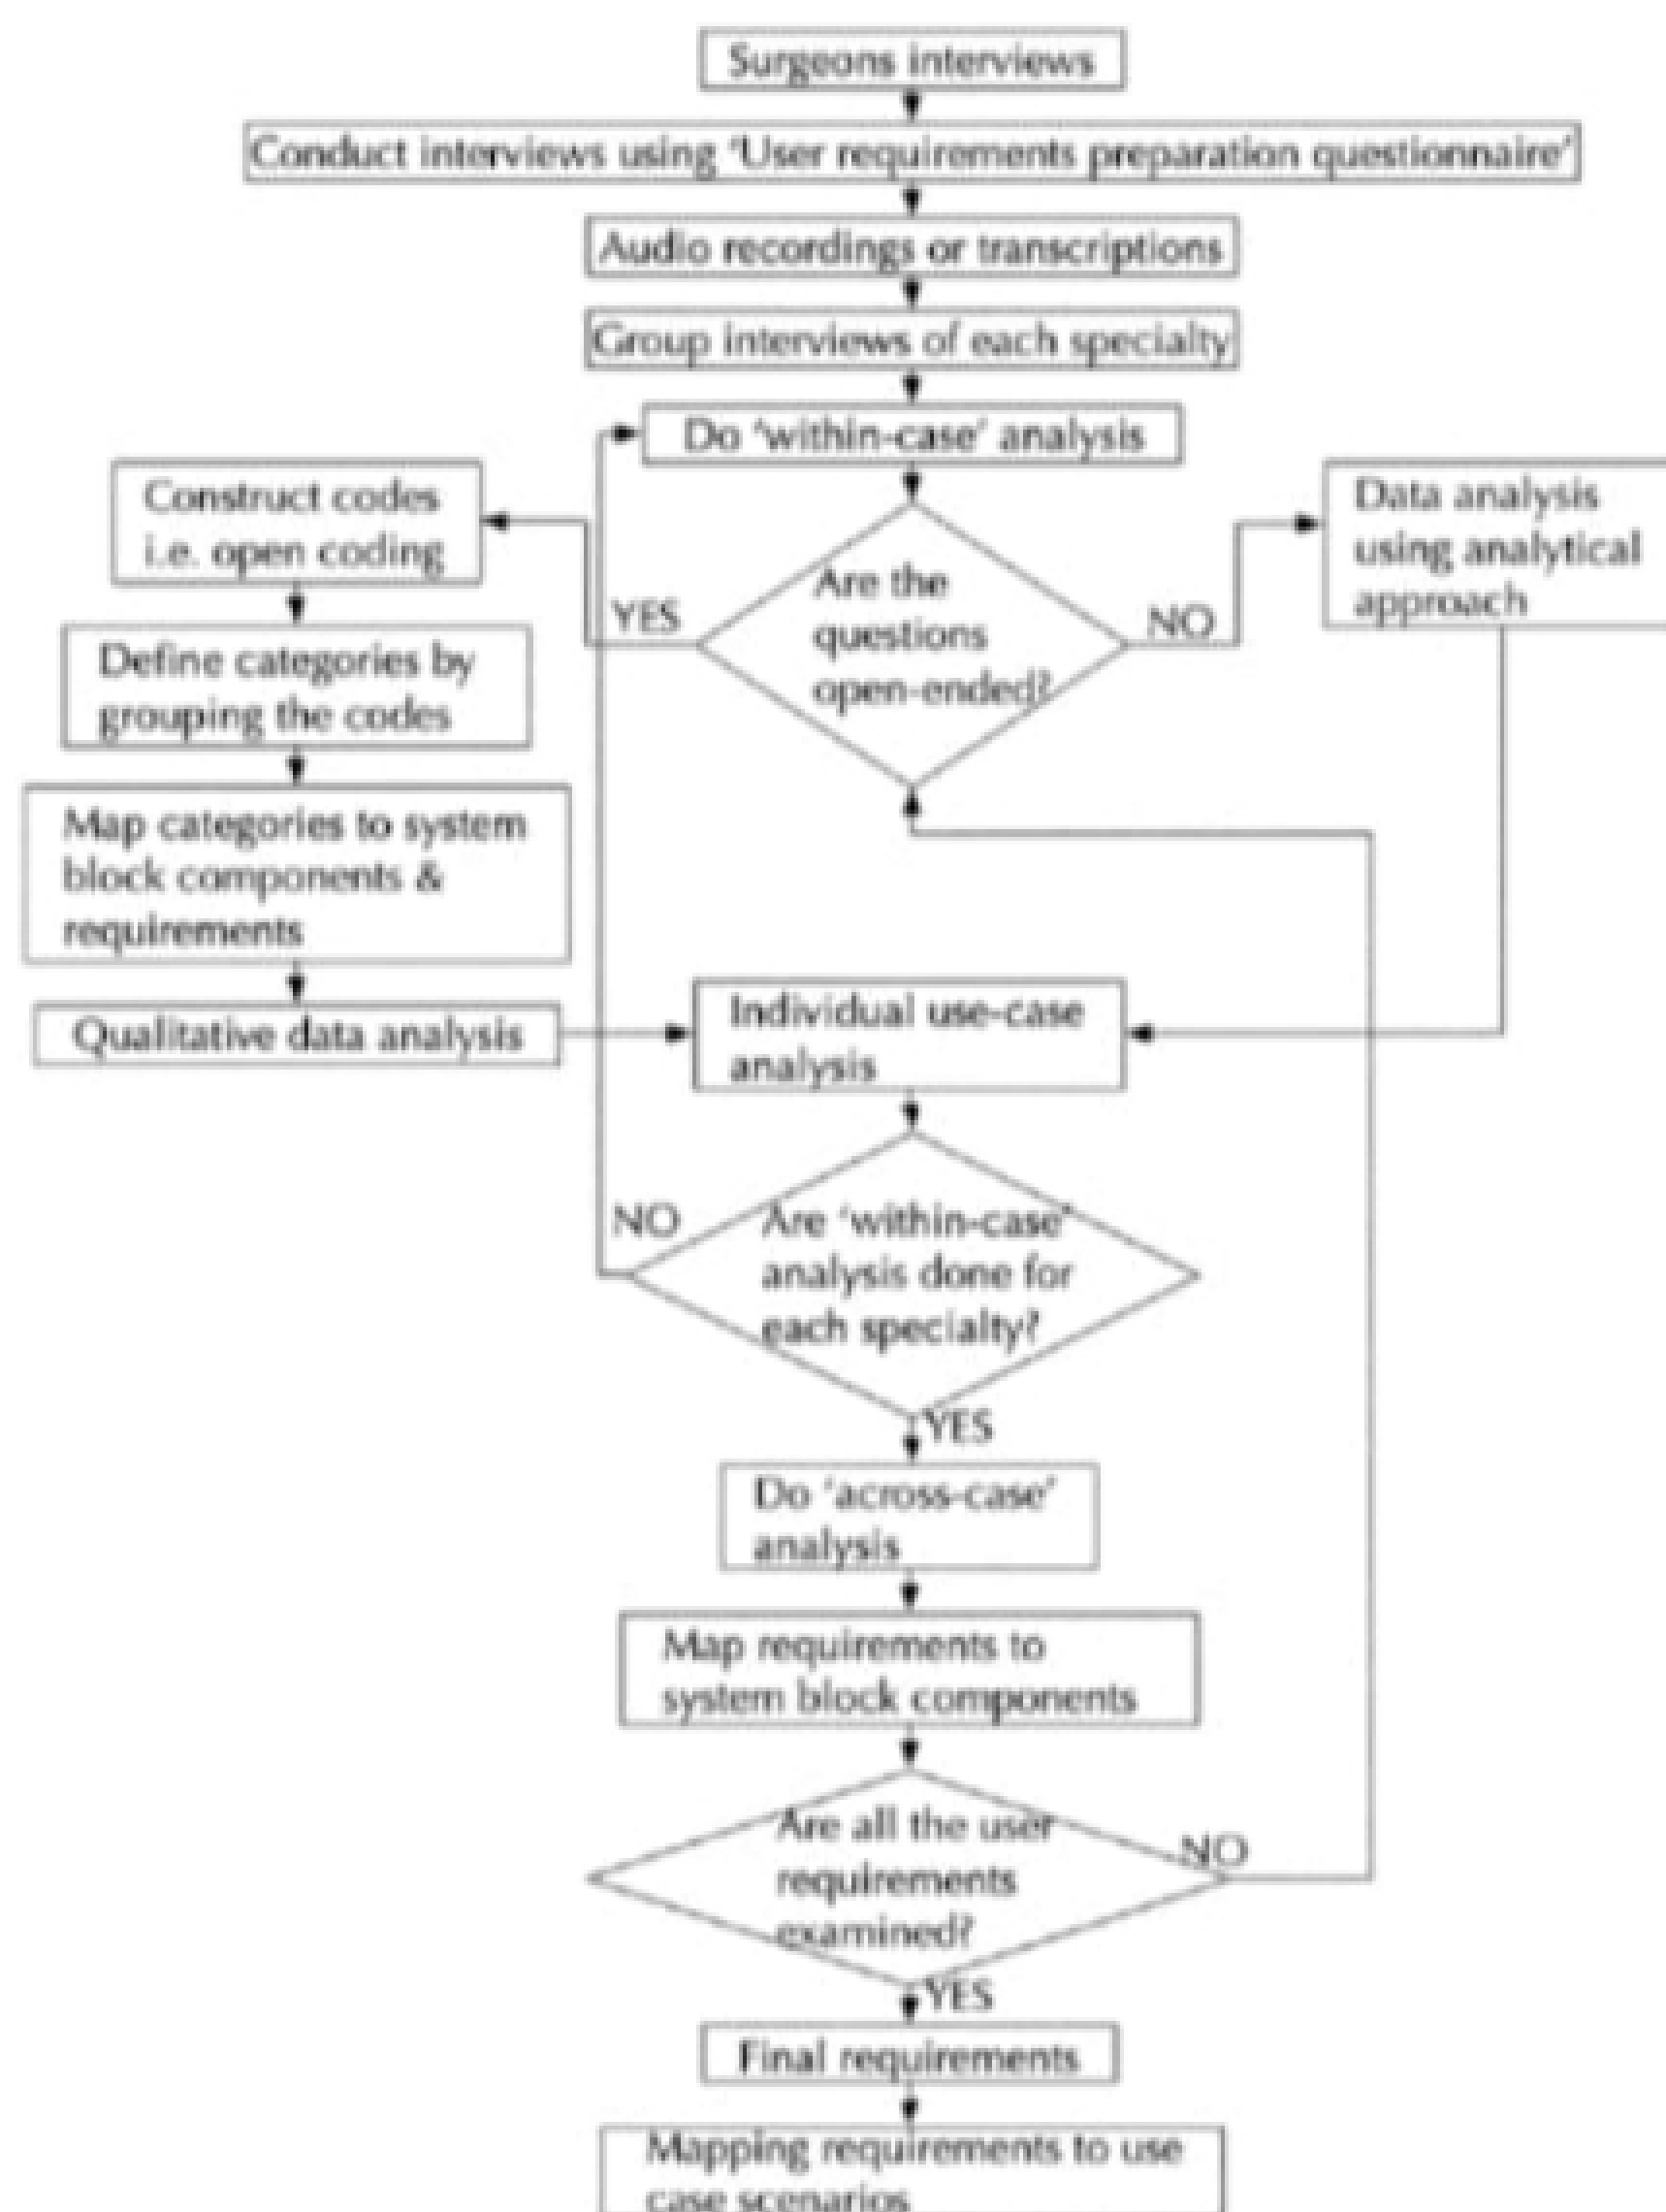 Surgeons interviews
Conduct interviews using ‘User requirements preparation questionnaire’
Audio recordings or transcriptions
Group interviews of each specialty
Do ‘within-case’ analysis
Construct codes
i.e. open coding
Data analysis
using analytical
approach
Are the
questions
open-ended?
YES
NO
Define categories by
grouping the codes
Map categories to system
block components &
requirements
Qualitative data analysis
Individual use-case
analysis
NO
Are ‘within-case’
analysis done for
each specialty?
YES
Do ‘across-case’
analysis
Map requirements to
system block components
Are all the user
requirements
examined?
NO
YES
Final requirements
Mapping requirements to use
case scenarios